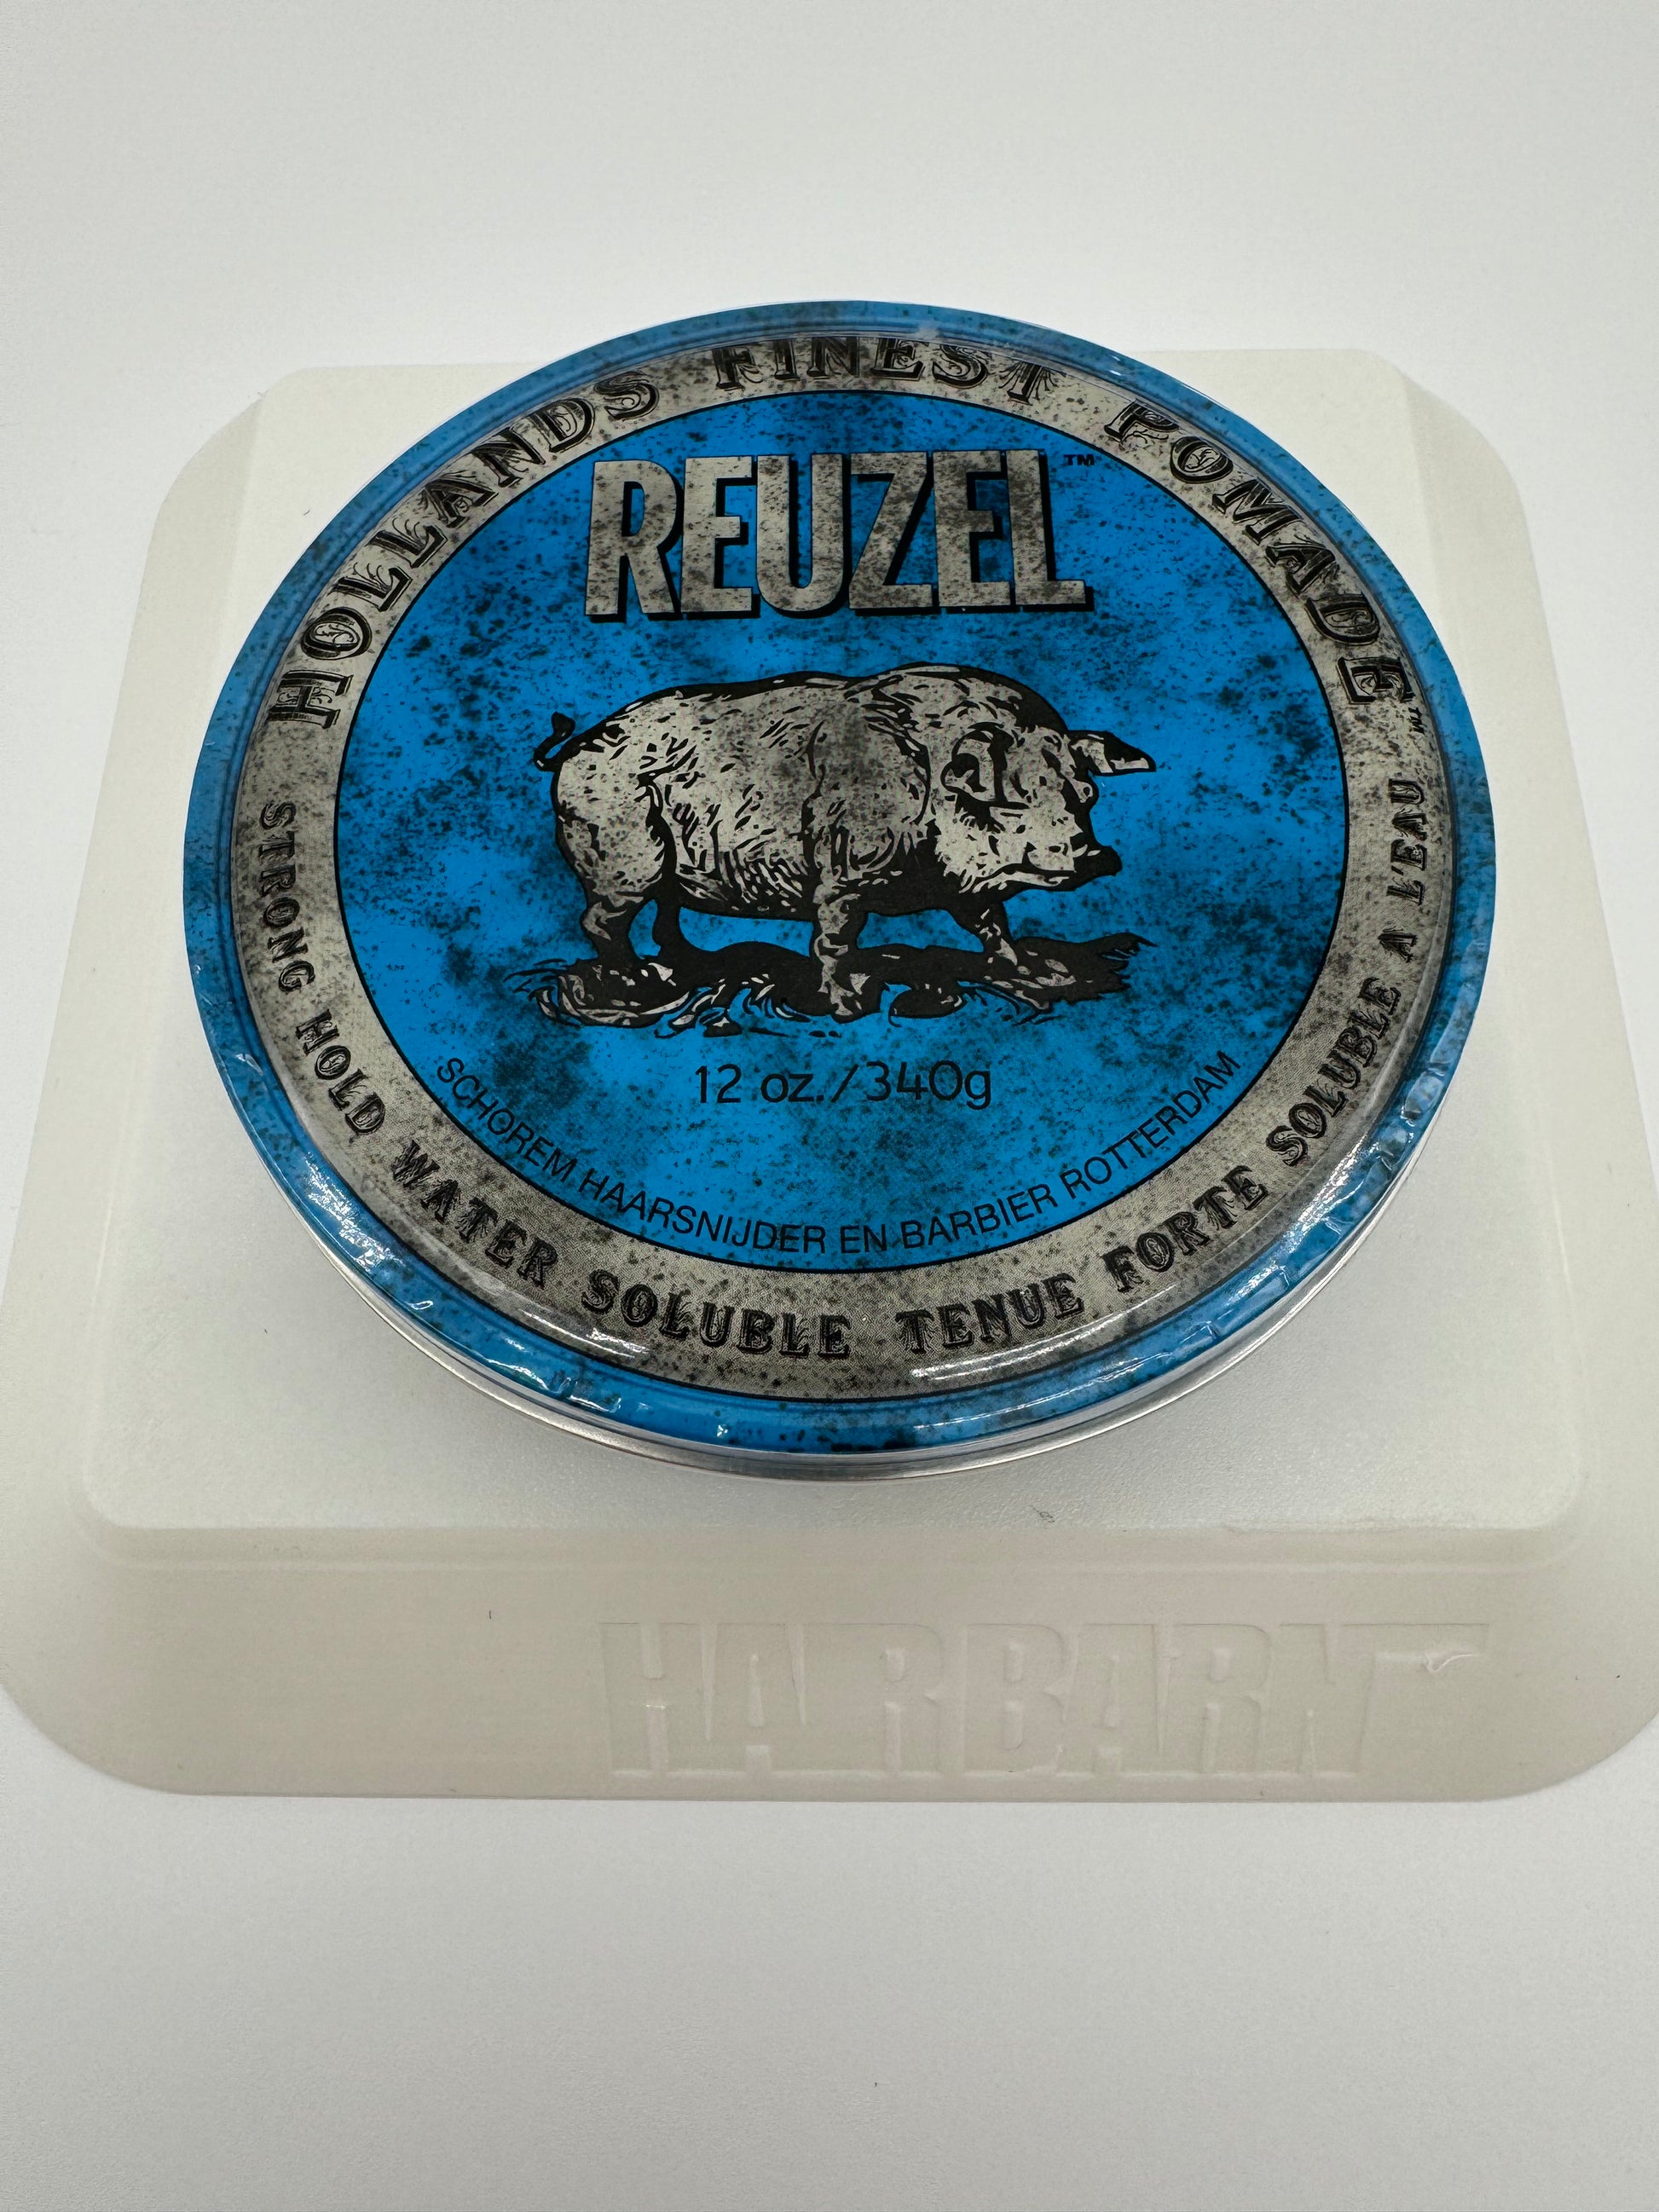 HOLLANDS FINEST POMADE™
REUZEL™
12 oz./340g
SCHOREM HAARSNIJDER EN BARBIER ROTTERDAM
STRONG HOLD WATER SOLUBLE TENUE FORTE SOLUBLE A L'EAU
HAIRBARN